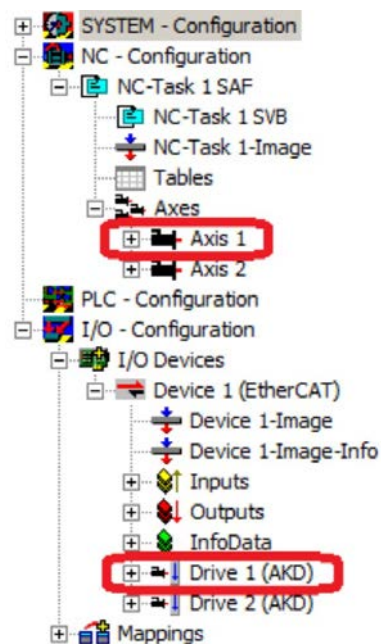 SYSTEM - Configuration
NC - Configuration
NC-Task 1 SAF
NC-Task 1 SVB
NC-Task 1-Image
Tables
Axes
Axis 1
Axis 2
PLC - Configuration
I/O - Configuration
I/O Devices
Device 1 (EtherCAT)
Device 1-Image
Device 1-Image-Info
Inputs
Outputs
InfoData
Drive 1 (AKD)
Drive 2 (AKD)
Mappings